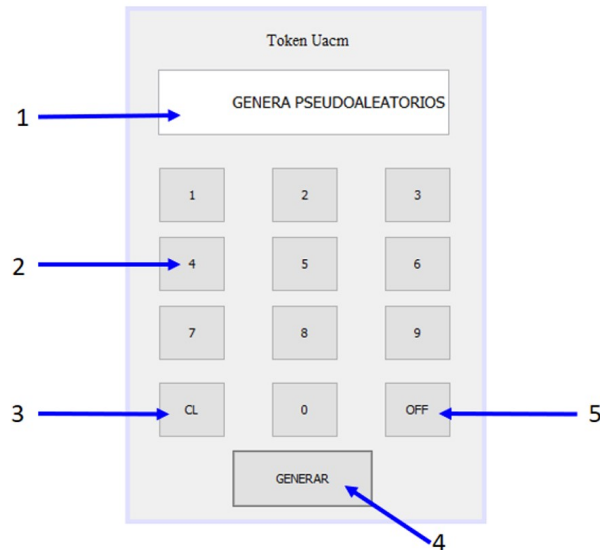 Token Uacm
1
GENERA PSEUDOALEATORIOS
1 2 3
2
4 5 6
7 8 9
3
CL 0 OFF
5
GENERAR
4